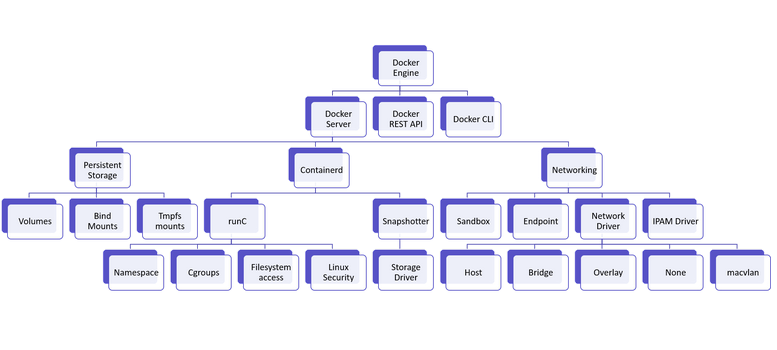 Docker
Engine
Docker
Server
Docker
REST API
Docker CLI
Persistent
Storage
Containerd
Networking
Volumes
Bind
Mounts
Tmpfs
mounts
runC
Snapshotter
Sandbox
Endpoint
Network
Driver
IPAM Driver
Namespace
Cgroups
Filesystem
access
Linux
Security
Storage
Driver
Host
Bridge
Overlay
None
macvlan